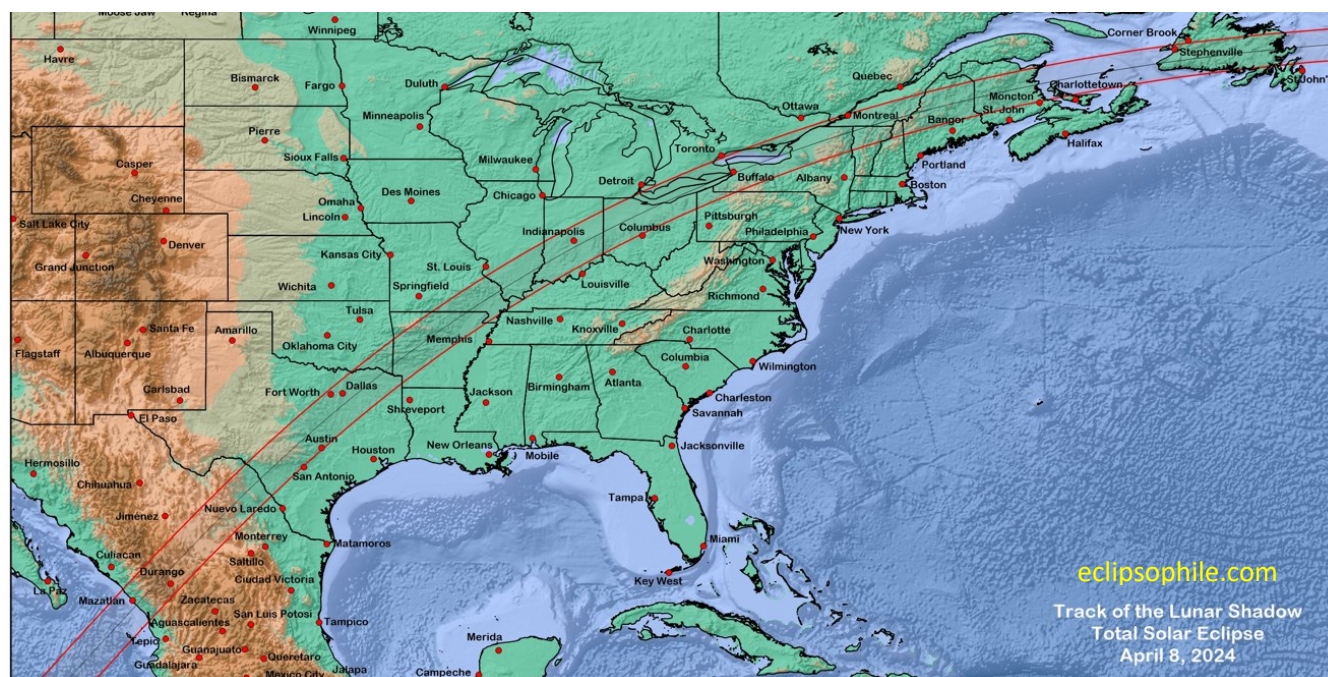 Moose Jaw
Regina
Winnipeg
Havre
Bismarck
Fargo
Duluth
Minneapolis
Pierre
Sioux Falls
Casper
Cheyenne
Salt Lake City
Denver
Grand Junction
Des Moines
Omaha
Lincoln
Milwaukee
Chicago
Detroit
Toronto
Buffalo
Ottawa
Montreal
Quebec
Corner Brook
Stephenville
St John'
Charlottetown
Moncton
St. John
Bangor
Halifax
Portland
Albany
Boston
New York
Pittsburgh
Philadelphia
Washington
Richmond
Indianapolis
Columbus
Kansas City
St. Louis
Springfield
Louisville
Wichita
Tulsa
Oklahoma City
Santa Fe
Albuquerque
Amarillo
Flagstaff
Carlsbad
El Paso
Memphis
Nashville
Knoxville
Charlotte
Columbia
Wilmington
Charleston
Savannah
Birmingham
Atlanta
Jackson
Fort Worth
Dallas
Shreveport
Austin
Houston
San Antonio
New Orleans
Mobile
Jacksonville
Tampa
Miami
Key West
Hermosillo
Chihuahua
Jiménez
Nuevo Laredo
Monterrey
Saltillo
Matamoros
Culiacan
Durango
La Paz
Mazatlan
Ciudad Victoria
Zacatecas
San Luis Potosi
Aguascalientes
Tampico
Tepic
Guanajuato
Guadalajara
Queretaro
Mexico City
Jalapa
Merida
Campeche
eclipsophile.com
Track of the Lunar Shadow
Total Solar Eclipse
April 8, 2024